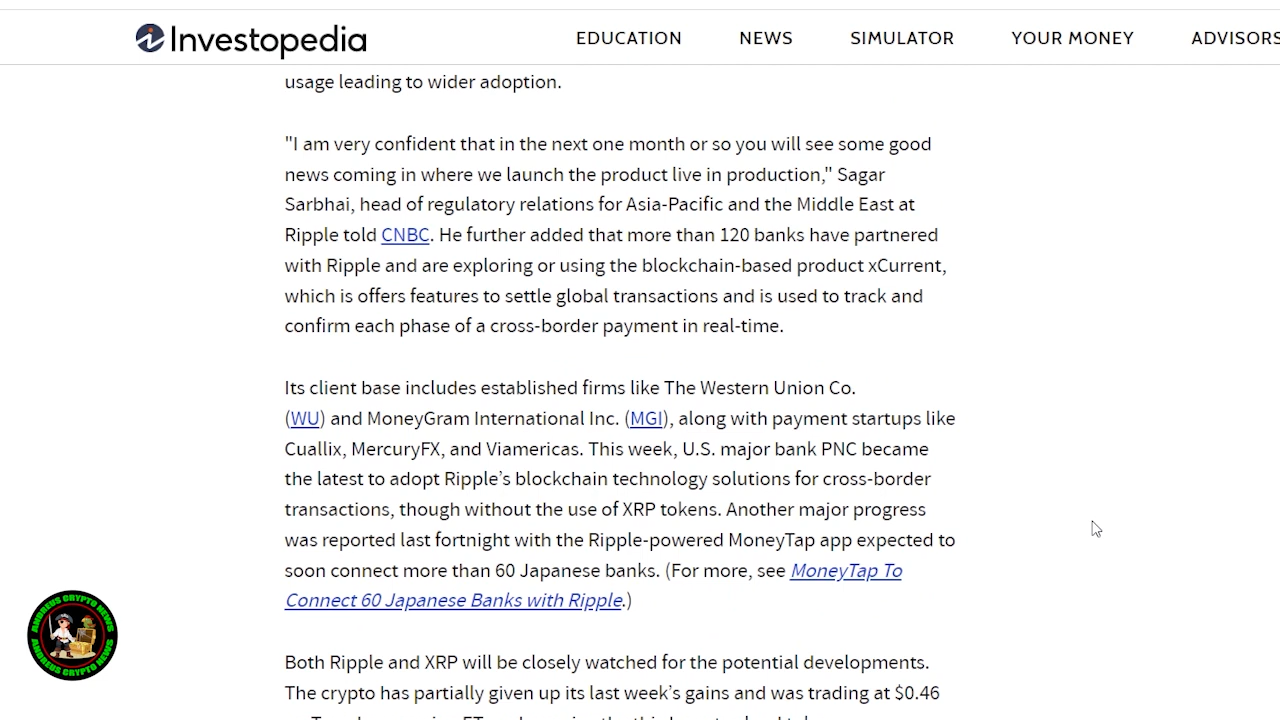 Investopedia
EDUCATION NEWS SIMULATOR YOUR MONEY ADVISORS
usage leading to wider adoption.
"I am very confident that in the next one month or so you will see some good
news coming in where we launch the product live in production," Sagar
Sarbhai, head of regulatory relations for Asia-Pacific and the Middle East at
Ripple told CNBC. He further added that more than 120 banks have partnered
with Ripple and are exploring or using the blockchain-based product xCurrent,
which is offers features to settle global transactions and is used to track and
confirm each phase of a cross-border payment in real-time.
Its client base includes established firms like The Western Union Co.
(WU) and MoneyGram International Inc. (MGI), along with payment startups like
Cuallix, MercuryFX, and Viamericas. This week, U.S. major bank PNC became
the latest to adopt Ripple’s blockchain technology solutions for cross-border
transactions, though without the use of XRP tokens. Another major progress
was reported last fortnight with the Ripple-powered MoneyTap app expected to
soon connect more than 60 Japanese banks. (For more, see MoneyTap To
Connect 60 Japanese Banks with Ripple.)
Both Ripple and XRP will be closely watched for the potential developments.
The crypto has partially given up its last week’s gains and was trading at $0.46
ANDREUS CRYPTO NEWS
ANDREUS CRYPTO NEWS